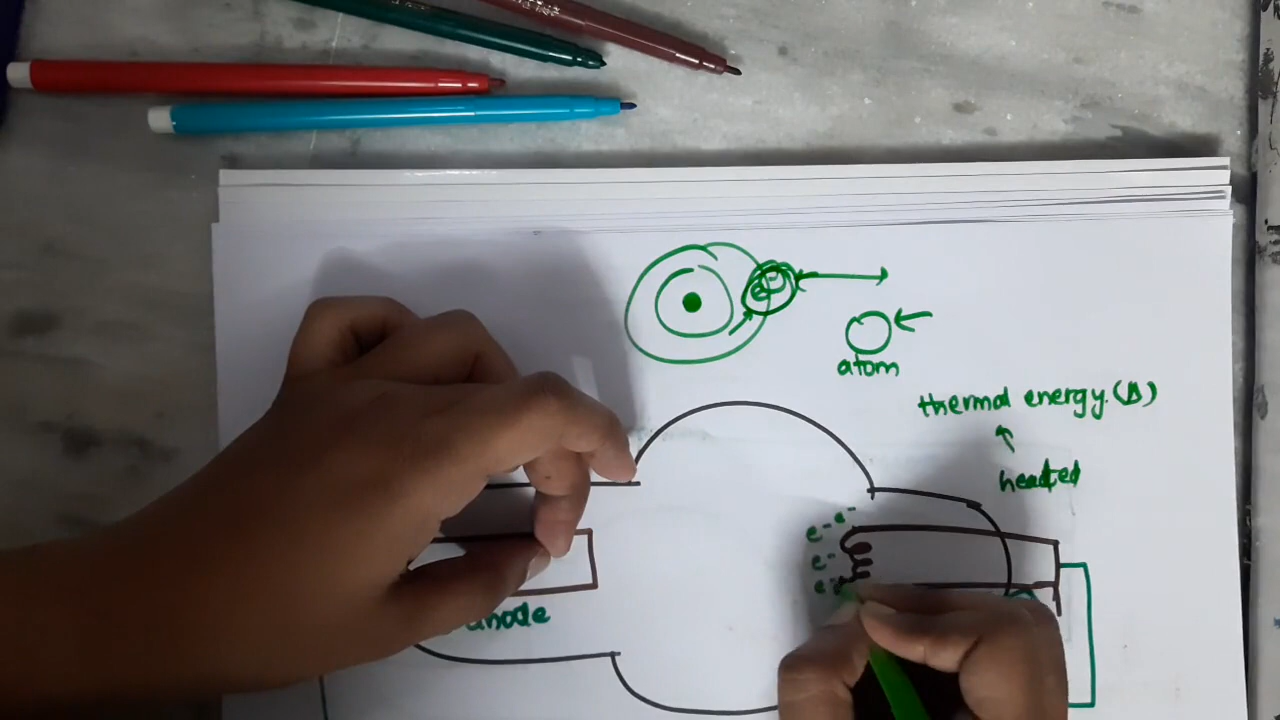 e-
atom
thermal energy.(Δ)
heated
e- e-
e-
e-
anode